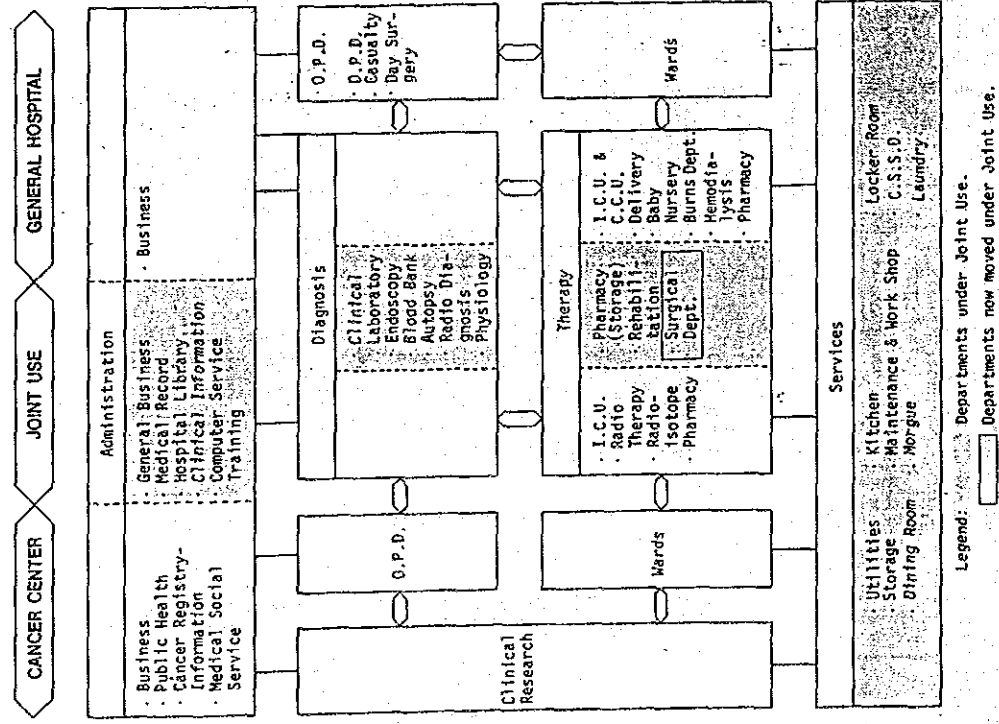 CANCER CENTER
JOINT USE
GENERAL HOSPITAL
Administration
· Business
· Public Health
· Cancer Registry-
Information
· Medical Social
Service
· General Business
· Medical Record
· Hospital Library
· Clinical Information
· Computer Service
Training
· Business
Clinical
Research
O.P.D.
Diagnosis
Clinical
Laboratory
· Endoscopy
· Blood Bank
· Autopsy
· Radio Dia-
gnosis
· Physiology
· O.P.D.
· O.P.D.
· Casualty
· Day Sur-
gery
Wards
Therapy
· I.C.U.
· Radio
Therapy
· Radio-
isotope
· Pharmacy
· Pharmacy
(Storage)
· Rehabili-
tation
· Surgical
Dept.
· I.C.U. &
C.C.U.
· Delivery
· Baby
Nursery
· Burns Dept.
· Hemodia-
lysis
· Pharmacy
Wards
Services
· Utilities · Kitchen · Locker Room
· Storage · Maintenance & Work Shop · C.S.S.D.
· Dining Room · Morgue · Laundry
Legend: Departments under Joint Use.
Departments now moved under Joint Use.